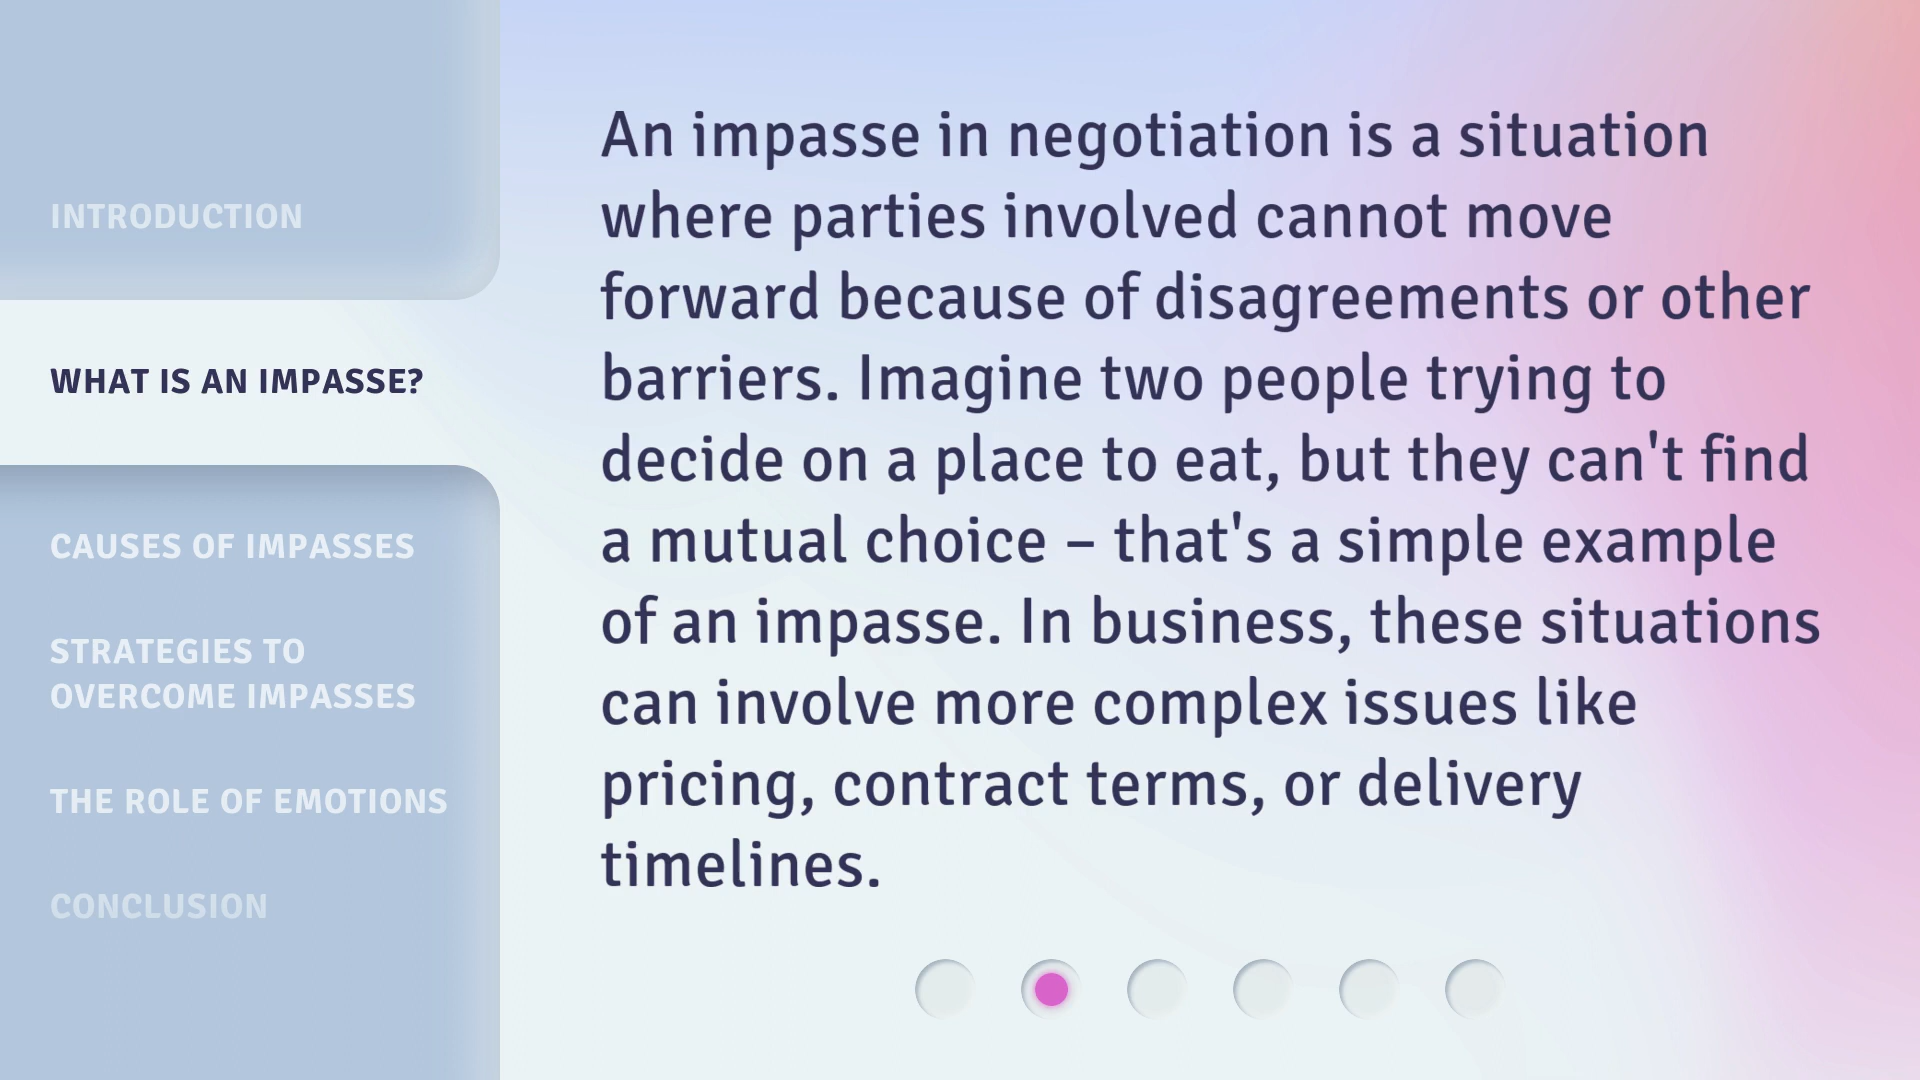 INTRODUCTION
WHAT IS AN IMPASSE?
CAUSES OF IMPASSES
STRATEGIES TO
OVERCOME IMPASSES
THE ROLE OF EMOTIONS
CONCLUSION
An impasse in negotiation is a situation
where parties involved cannot move
forward because of disagreements or other
barriers. Imagine two people trying to
decide on a place to eat, but they can't find
a mutual choice – that's a simple example
of an impasse. In business, these situations
can involve more complex issues like
pricing, contract terms, or delivery
timelines.